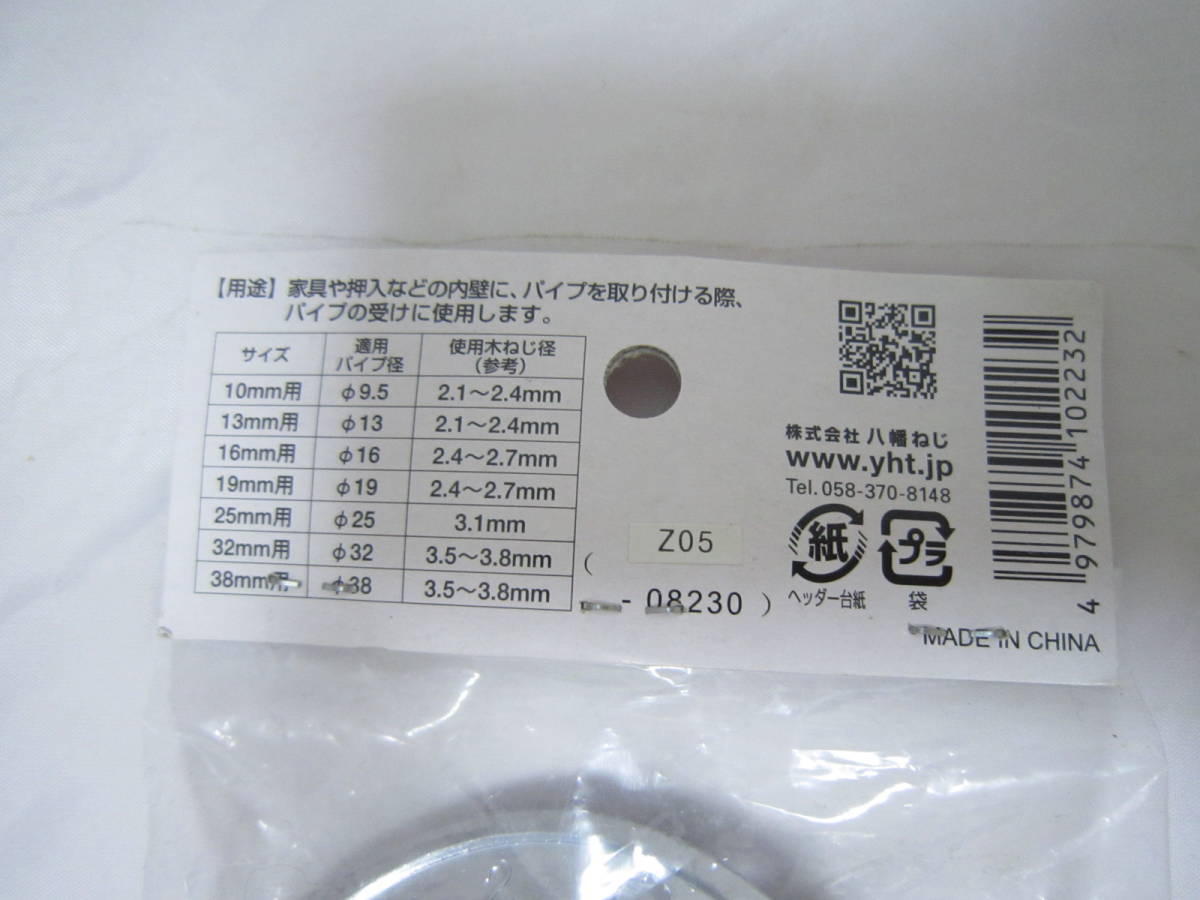 【用途】家具や押入などの内壁に、パイプを取り付ける際、
パイプの受けに使用します。
サイズ 適用パイプ径 使用木ねじ径(参考)
10mm用 φ9.5 2.1～2.4mm
13mm用 φ13 2.1～2.4mm
16mm用 φ16 2.4～2.7mm
19mm用 φ19 2.4～2.7mm
25mm用 φ25 3.1mm
32mm用 φ32 3.5～3.8mm
38mm用 φ38 3.5～3.8mm
Z05
( - 08230 )
株式会社 八幡ねじ
www.yht.jp
Tel.058-370-8148
紙
プラ
ヘッダー台紙
袋
4 979874 102232
MADE IN CHINA